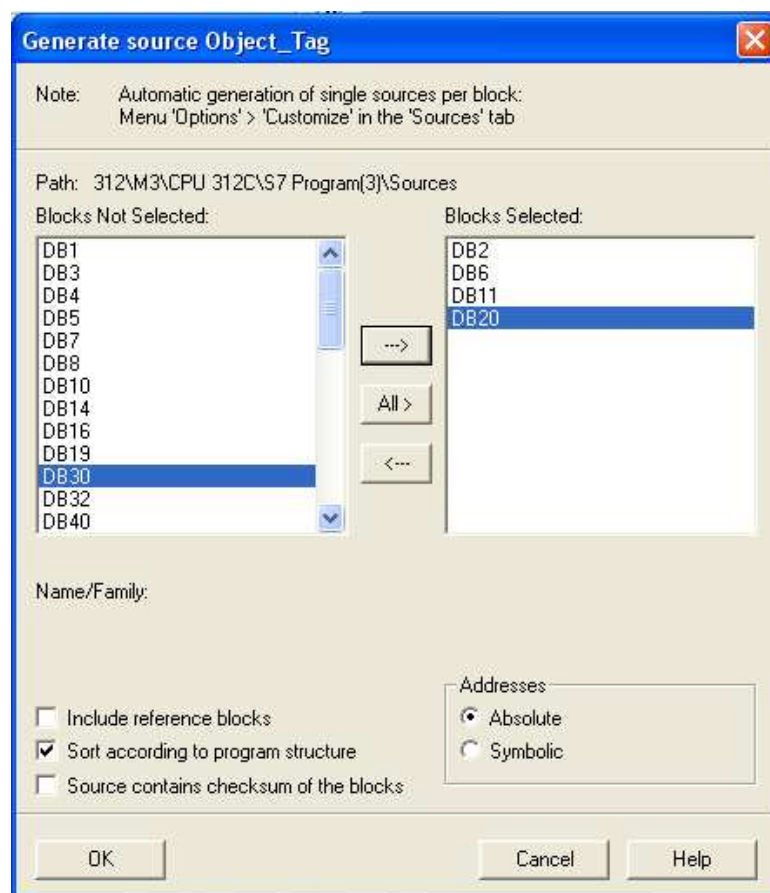 Generate source Object_Tag
Note: Automatic generation of single sources per block:
Menu 'Options' > 'Customize' in the 'Sources' tab
Path: 312\M3\CPU 312C\S7 Program(3)\Sources
Blocks Not Selected:
DB1
DB3
DB4
DB5
DB7
DB8
DB10
DB14
DB16
DB19
DB30
DB32
DB40
--->
All >
<---
Blocks Selected:
DB2
DB6
DB11
DB20
Name/Family:
Include reference blocks
Sort according to program structure
Source contains checksum of the blocks
Addresses
Absolute
Symbolic
OK
Cancel
Help